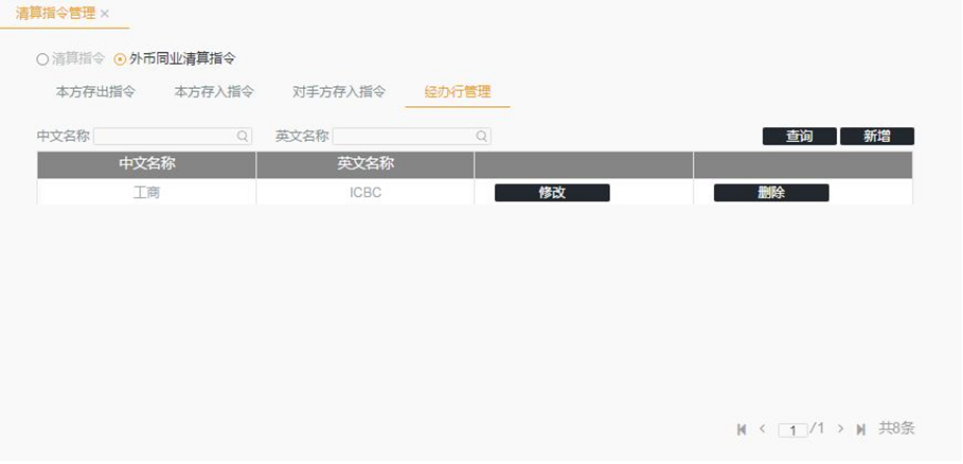 清算指令管理 ×
清算指令 外币同业清算指令
本方存出指令 本方存入指令 对手方存入指令 经办行管理
中文名称 英文名称 查询 新增
中文名称 英文名称
工商 ICBC 修改 删除
1 /1 共8条